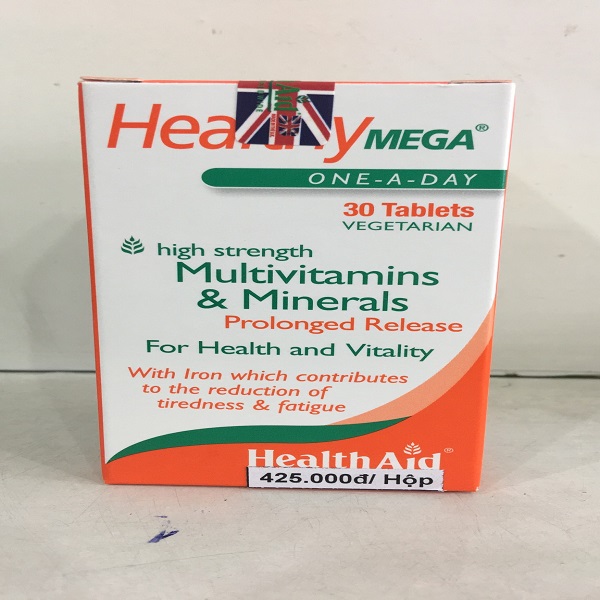 Healthy MEGA®
ONE-A-DAY
30 Tablets
VEGETARIAN
high strength
Multivitamins
& Minerals
Prolonged Release
For Health and Vitality
With Iron which contributes
to the reduction of
tiredness & fatigue
HealthAid®
425.000đ/ Hộp